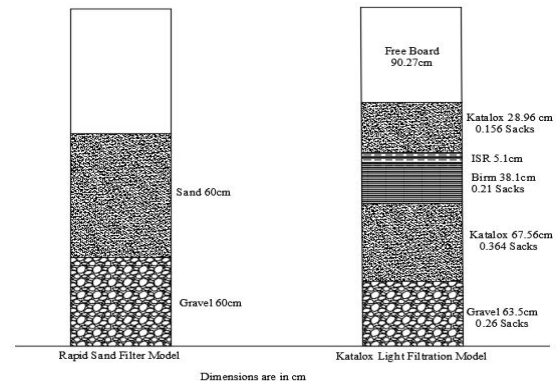 Sand 60cm
Gravel 60cm
Rapid Sand Filter Model
Free Board
90.27cm
Katalox 28.96 cm
0.156 Sacks
ISR 5.1cm
Birm 38.1cm
0.21 Sacks
Katalox 67.56cm
0.364 Sacks
Gravel 63.5cm
0.26 Sacks
Katalox Light Filtration Model
Dimensions are in cm